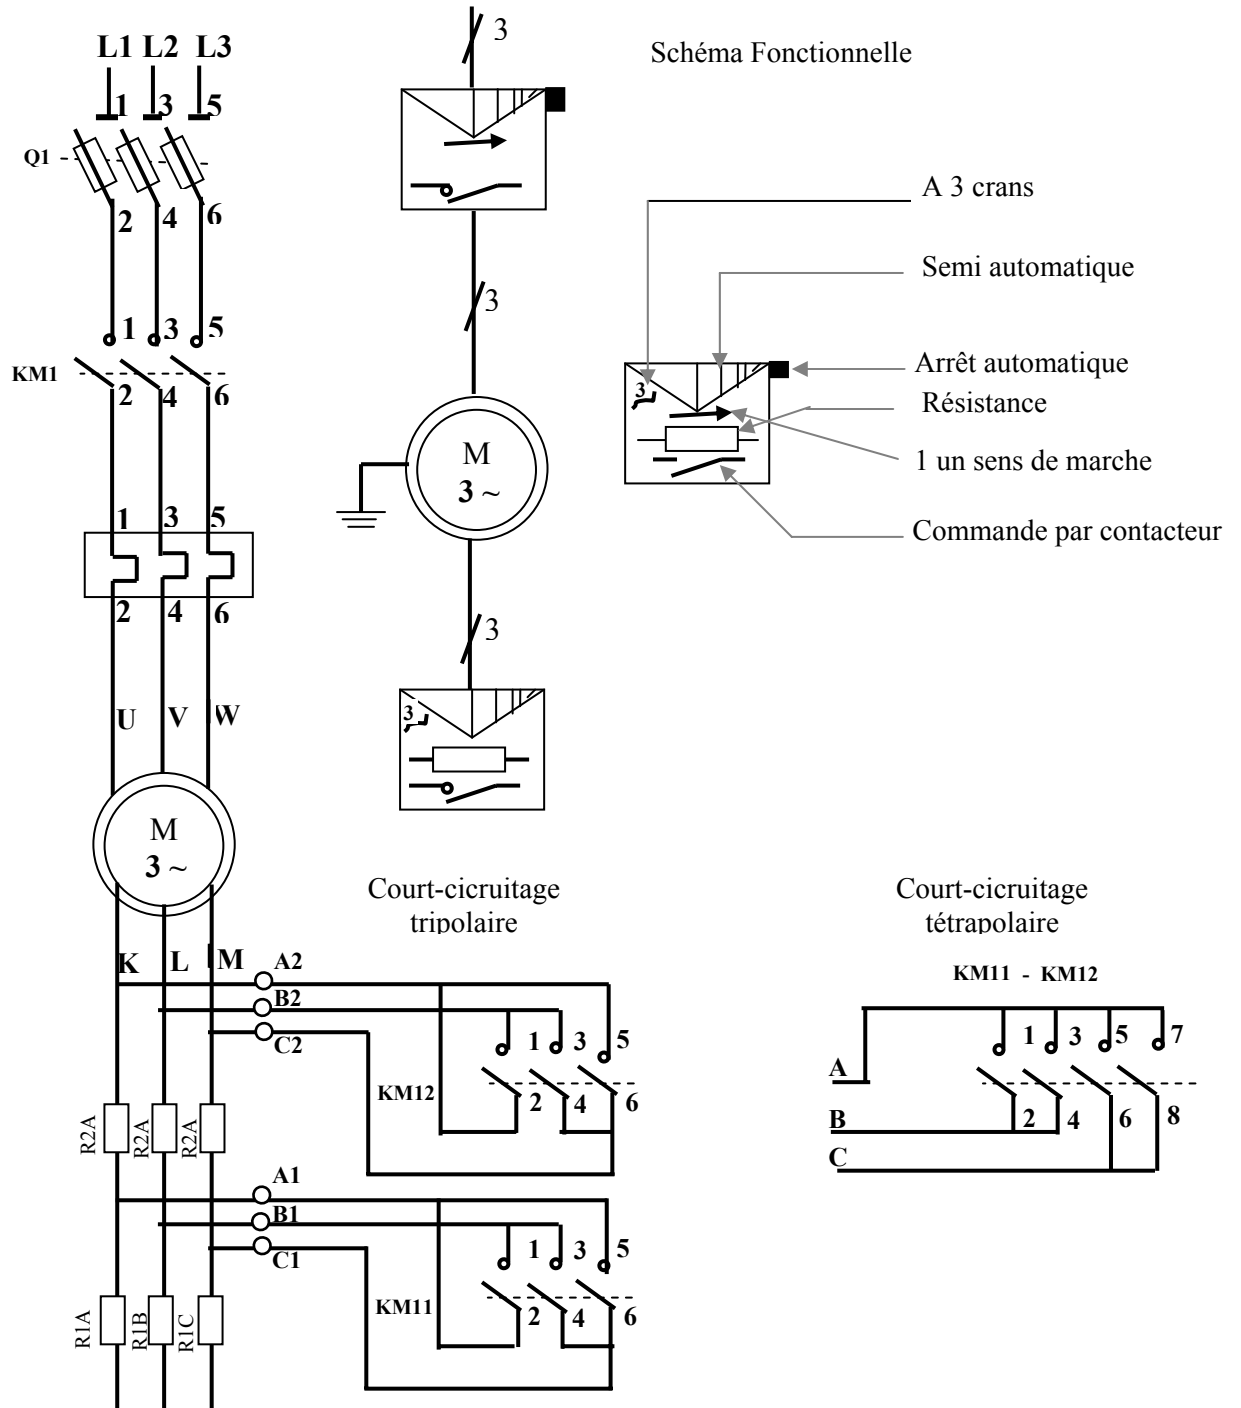 L1 L2 L3
1 3 5
Q1
2 4 6
1 3 5
KM1
2 4 6
1 3 5
2 4 6
U V W
M
3 ~
K L M
3
3
M
3 ~
3
3
Schéma Fonctionnelle
A 3 crans
Semi automatique
Arrêt automatique
Résistance
1 un sens de marche
Commande par contacteur
3
Court-cicruitage
tripolaire
A2
B2
C2
1 3 5
KM12
2 4 6
R2A R2A R2A
A1
B1
C1
1 3 5
KM11
2 4 6
R1A R1B R1C
Court-cicruitage
tétrapolaire
KM11 - KM12
1 3 5 7
A
B
C
2 4 6 8